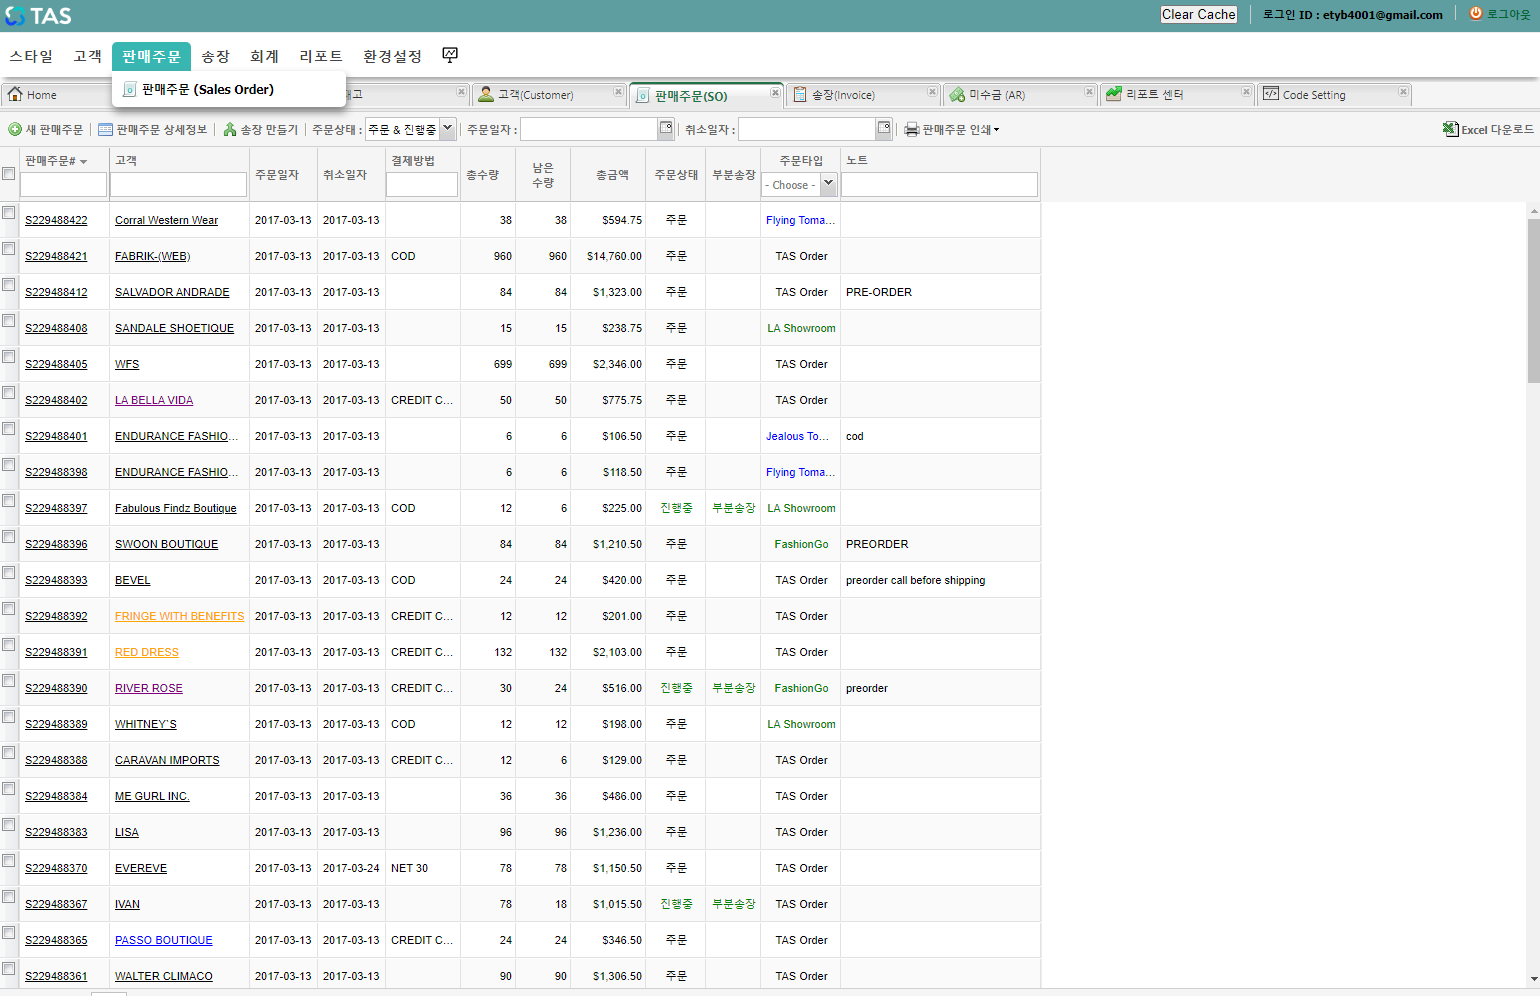 TAS
Clear Cache
로그인 ID : etyb4001@gmail.com
로그아웃
스타일 고객 판매주문 송장 회계 리포트 환경설정
판매주문 (Sales Order)
Home
재고
고객(Customer)
판매주문(SO)
송장(Invoice)
미수금 (AR)
리포트 센터
Code Setting
새 판매주문 판매주문 상세정보 송장 만들기 주문상태 : 주문 & 진행중 주문일자 : 취소일자 : 판매주문 인쇄 Excel 다운로드
판매주문# 고객 주문일자 취소일자 결제방법 총수량 남은 수량 총금액 주문상태 부분송장 주문타입 노트
- Choose -
S229488422 Corral Western Wear 2017-03-13 2017-03-13 38 38 $594.75 주문 Flying Toma...
S229488421 FABRIK-(WEB) 2017-03-13 2017-03-13 COD 960 960 $14,760.00 주문 TAS Order
S229488412 SALVADOR ANDRADE 2017-03-13 2017-03-13 84 84 $1,323.00 주문 TAS Order PRE-ORDER
S229488408 SANDALE SHOETIQUE 2017-03-13 2017-03-13 15 15 $238.75 주문 LA Showroom
S229488405 WFS 2017-03-13 2017-03-13 699 699 $2,346.00 주문 TAS Order
S229488402 LA BELLA VIDA 2017-03-13 2017-03-13 CREDIT C... 50 50 $775.75 주문 TAS Order
S229488401 ENDURANCE FASHIO... 2017-03-13 2017-03-13 6 6 $106.50 주문 Jealous To... cod
S229488398 ENDURANCE FASHIO... 2017-03-13 2017-03-13 6 6 $118.50 주문 Flying Toma...
S229488397 Fabulous Findz Boutique 2017-03-13 2017-03-13 COD 12 6 $225.00 진행중 부분송장 LA Showroom
S229488396 SWOON BOUTIQUE 2017-03-13 2017-03-13 84 84 $1,210.50 주문 FashionGo PREORDER
S229488393 BEVEL 2017-03-13 2017-03-13 COD 24 24 $420.00 주문 TAS Order preorder call before shipping
S229488392 FRINGE WITH BENEFITS 2017-03-13 2017-03-13 CREDIT C... 12 12 $201.00 주문 TAS Order
S229488391 RED DRESS 2017-03-13 2017-03-13 CREDIT C... 132 132 $2,103.00 주문 TAS Order
S229488390 RIVER ROSE 2017-03-13 2017-03-13 CREDIT C... 30 24 $516.00 진행중 부분송장 FashionGo preorder
S229488389 WHITNEY`S 2017-03-13 2017-03-13 COD 12 12 $198.00 주문 LA Showroom
S229488388 CARAVAN IMPORTS 2017-03-13 2017-03-13 CREDIT C... 12 6 $129.00 주문 TAS Order
S229488384 ME GURL INC. 2017-03-13 2017-03-13 36 36 $486.00 주문 TAS Order
S229488383 LISA 2017-03-13 2017-03-13 96 96 $1,236.00 주문 TAS Order
S229488370 EVEREVE 2017-03-13 2017-03-24 NET 30 78 78 $1,150.50 주문 TAS Order
S229488367 IVAN 2017-03-13 2017-03-13 78 18 $1,015.50 진행중 부분송장 TAS Order
S229488365 PASSO BOUTIQUE 2017-03-13 2017-03-13 CREDIT C... 24 24 $346.50 주문 TAS Order
S229488361 WALTER CLIMACO 2017-03-13 2017-03-13 90 90 $1,306.50 주문 TAS Order